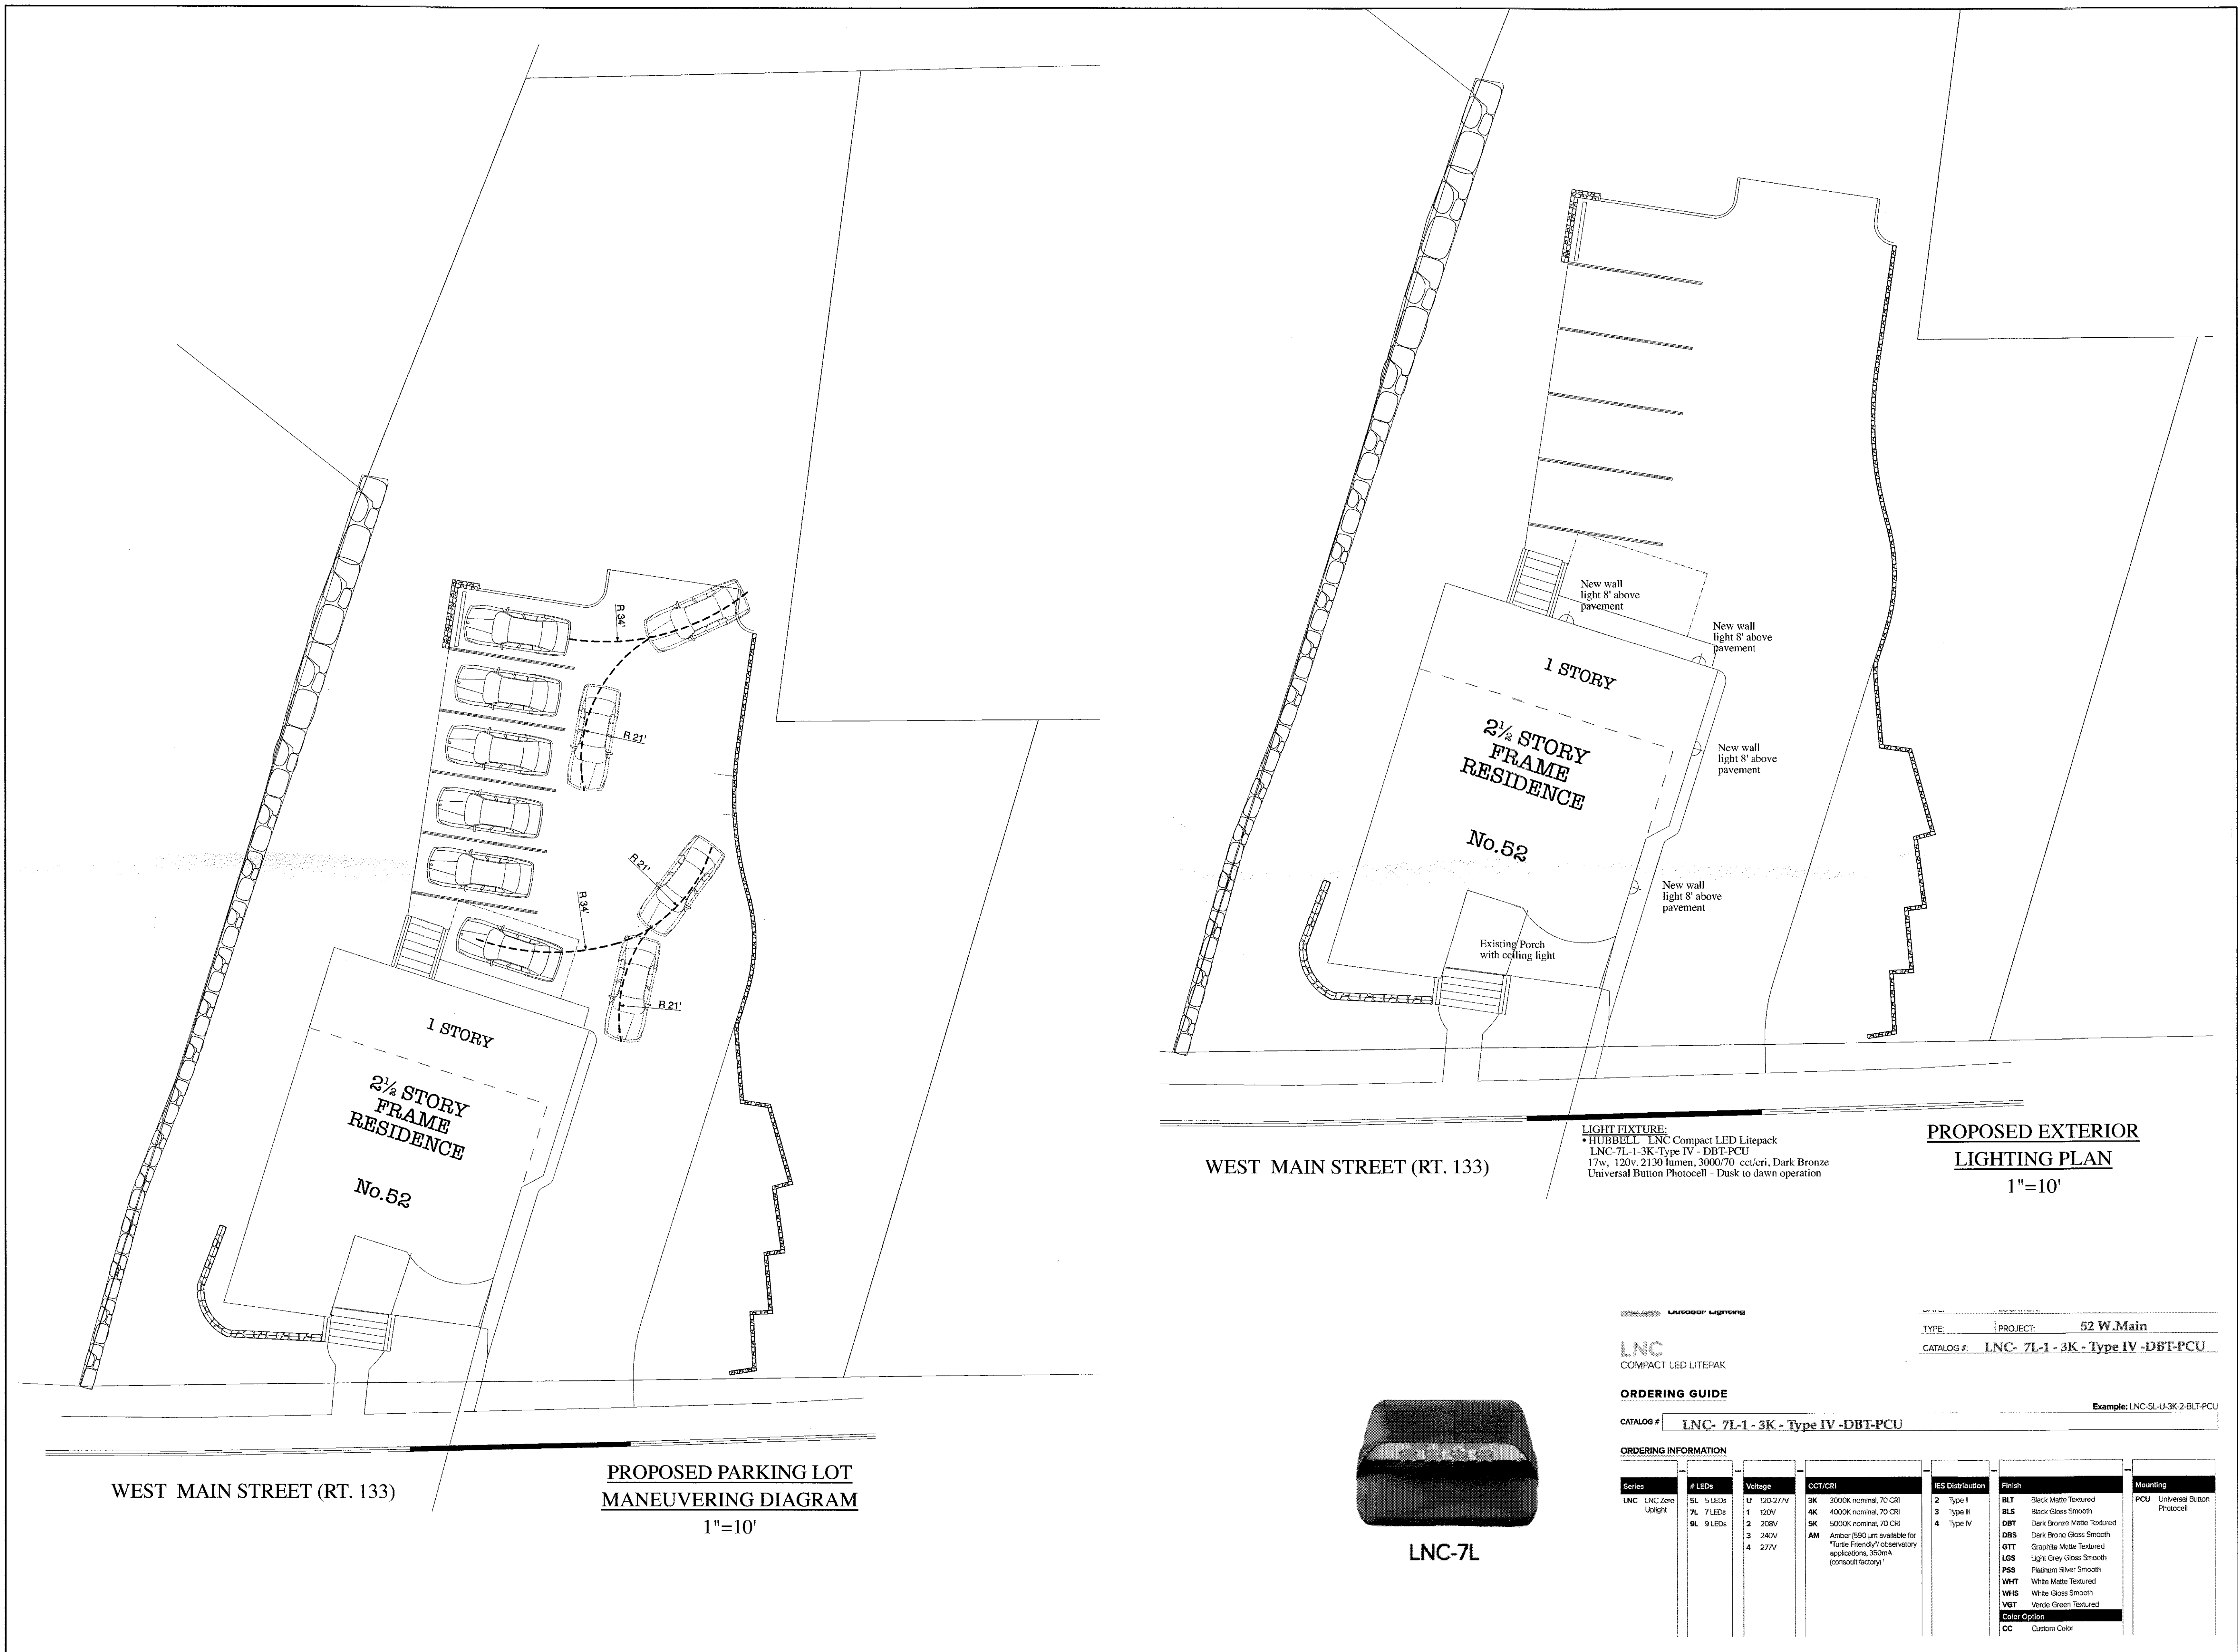 R 34'
R 21'
R 21'
R 34'
R 21'
1 STORY
2½ STORY
FRAME
RESIDENCE
No.52
WEST MAIN STREET (RT. 133)
PROPOSED PARKING LOT
MANEUVERING DIAGRAM
1"=10'
New wall
light 8' above
pavement
New wall
light 8' above
pavement
1 STORY
2½ STORY
FRAME
RESIDENCE
New wall
light 8' above
pavement
No.52
New wall
light 8' above
pavement
Existing Porch
with ceiling light
WEST MAIN STREET (RT. 133)
LIGHT FIXTURE:
• HUBBELL - LNC Compact LED Litepack
LNC-7L-1-3K-Type IV - DBT-PCU
17w, 120v. 2130 lumen, 3000/70 cct/cri, Dark Bronze
Universal Button Photocell - Dusk to dawn operation
PROPOSED EXTERIOR
LIGHTING PLAN
1"=10'
Outdoor Lighting
TYPE: PROJECT: 52 W.Main
CATALOG #: LNC- 7L-1 - 3K - Type IV -DBT-PCU
LNC
COMPACT LED LITEPAK
ORDERING GUIDE
Example: LNC-5L-U-3K-2-BLT-PCU
CATALOG # LNC- 7L-1 - 3K - Type IV -DBT-PCU
ORDERING INFORMATION
Series
LNC LNC Zero
Uplight
# LEDs
5L 5 LEDs
7L 7 LEDs
9L 9 LEDs
Voltage
U 120-277V
1 120V
2 208V
3 240V
4 277V
CCT/CRI
3K 3000K nominal, 70 CRI
4K 4000K nominal, 70 CRI
5K 5000K nominal, 70 CRI
AM Amber (590 µm available for
"Turtle Friendly"/ observatory
applications, 350mA
(consoult factory) ¹
IES Distribution
2 Type II
3 Type III
4 Type IV
Finish
BLT Black Matte Textured
BLS Black Gloss Smooth
DBT Dark Bronze Matte Textured
DBS Dark Brone Gloss Smooth
GTT Graphite Matte Textured
LGS Light Grey Gloss Smooth
PSS Platinum Silver Smooth
WHT White Matte Textured
WHS White Gloss Smooth
VGT Verde Green Textured
Color Option
CC Custom Color
Mounting
PCU Universal Button
Photocell
LNC-7L